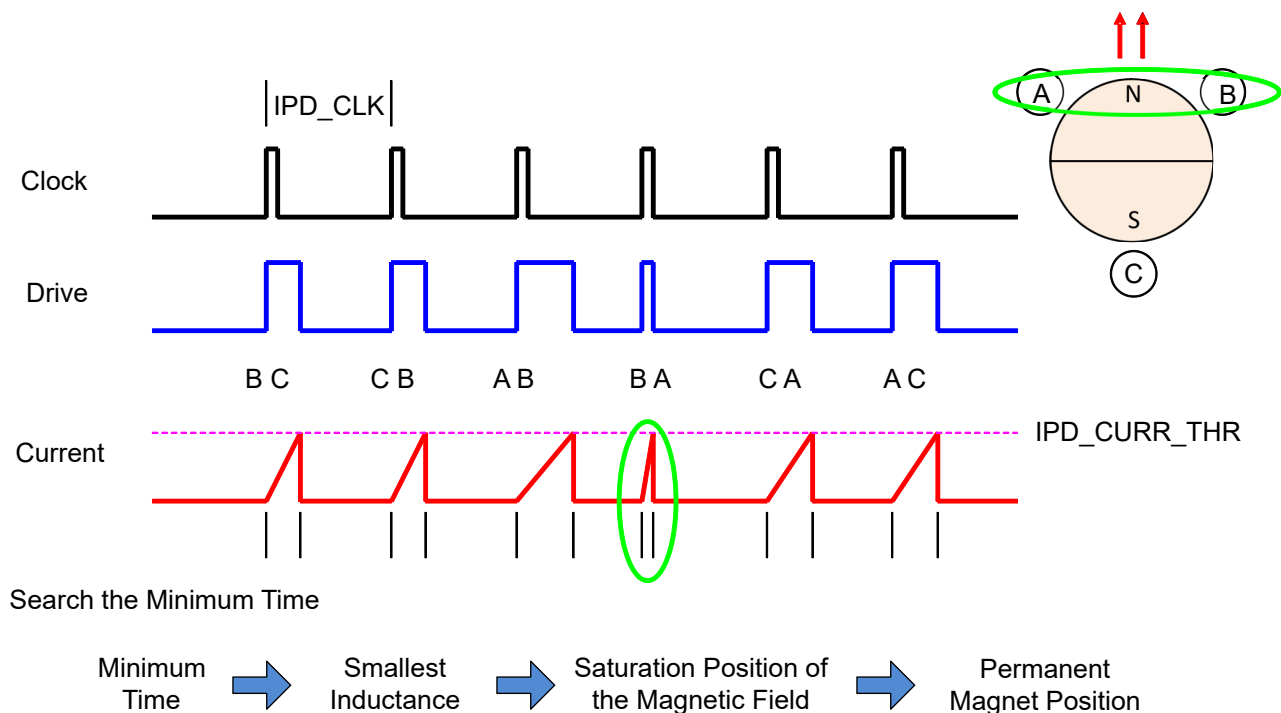 IPD_CLK
A
N
B
Clock
S
C
Drive
B C
C B
A B
B A
C A
A C
IPD_CURR_THR
Current
Search the Minimum Time
Minimum
Time
Smallest
Inductance
Saturation Position of
the Magnetic Field
Permanent
Magnet Position